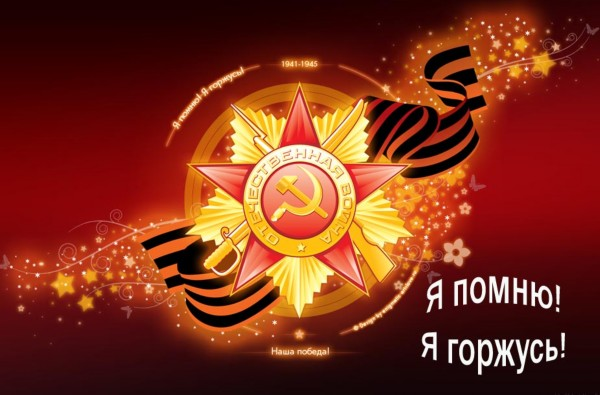 1941-1945
Я помню! Я горжусь!
ОТЕЧЕСТВЕННАЯ ВОЙНА
Я помню!
Я горжусь!
Наша победа!